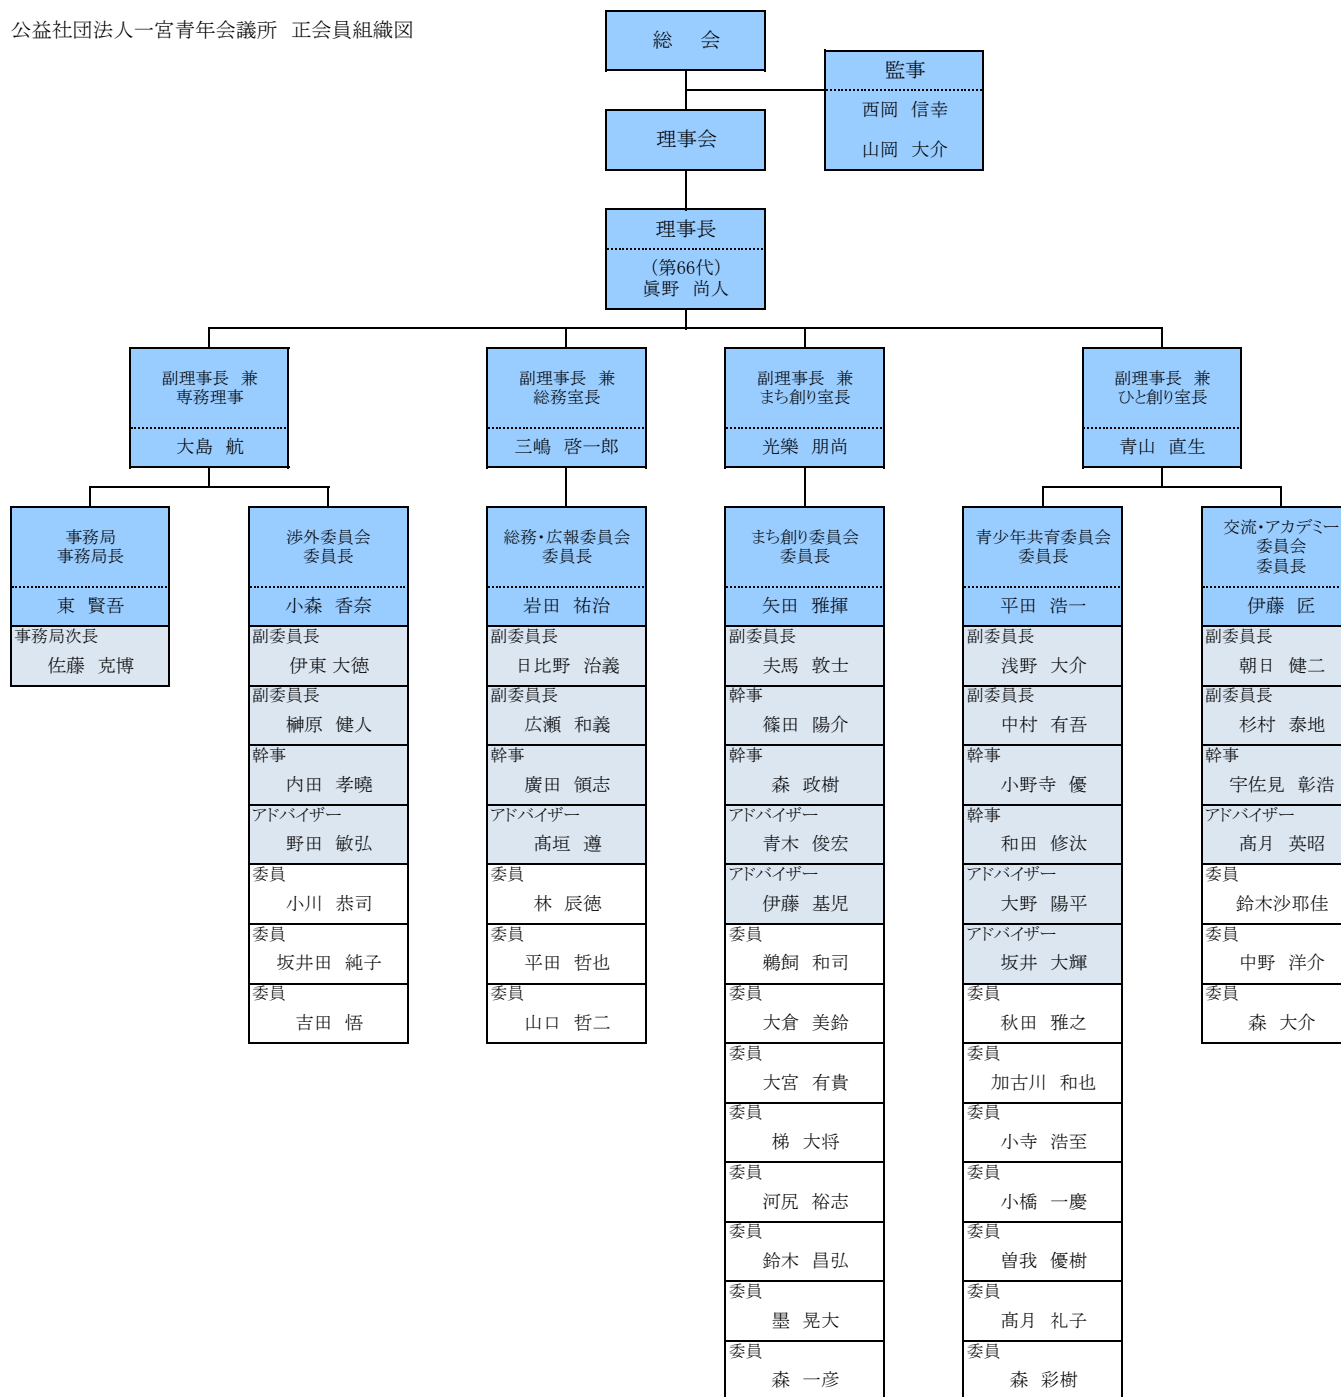 公益社団法人一宮青年会議所 正会員組織図
総 会
監事
西岡 信幸
山岡 大介
理事会
理事長
（第66代）
眞野 尚人
副理事長 兼
専務理事
大島 航
副理事長 兼
総務室長
三嶋 啓一郎
副理事長 兼
まち創り室長
光樂 朋尚
副理事長 兼
ひと創り室長
青山 直生
事務局
事務局長
東 賢吾
事務局次長
佐藤 克博
渉外委員会
委員長
小森 香奈
副委員長
伊東 大徳
副委員長
榊原 健人
幹事
内田 孝曉
アドバイザー
野田 敏弘
委員
小川 恭司
委員
坂井田 純子
委員
吉田 悟
総務・広報委員会
委員長
岩田 祐治
副委員長
日比野 治義
副委員長
広瀬 和義
幹事
廣田 領志
アドバイザー
髙垣 遵
委員
林 辰徳
委員
平田 哲也
委員
山口 哲二
まち創り委員会
委員長
矢田 雅揮
副委員長
夫馬 敦士
幹事
篠田 陽介
幹事
森 政樹
アドバイザー
青木 俊宏
アドバイザー
伊藤 基児
委員
鵜飼 和司
委員
大倉 美鈴
委員
大宮 有貴
委員
梯 大将
委員
河尻 裕志
委員
鈴木 昌弘
委員
墨 晃大
委員
森 一彦
青少年共育委員会
委員長
平田 浩一
副委員長
浅野 大介
副委員長
中村 有吾
幹事
小野寺 優
幹事
和田 修汰
アドバイザー
大野 陽平
アドバイザー
坂井 大輝
委員
秋田 雅之
委員
加古川 和也
委員
小寺 浩至
委員
小橋 一慶
委員
曽我 優樹
委員
髙月 礼子
委員
森 彩樹
交流・アカデミー
委員会
委員長
伊藤 匠
副委員長
朝日 健二
副委員長
杉村 泰地
幹事
宇佐見 彰浩
アドバイザー
髙月 英昭
委員
鈴木沙耶佳
委員
中野 洋介
委員
森 大介